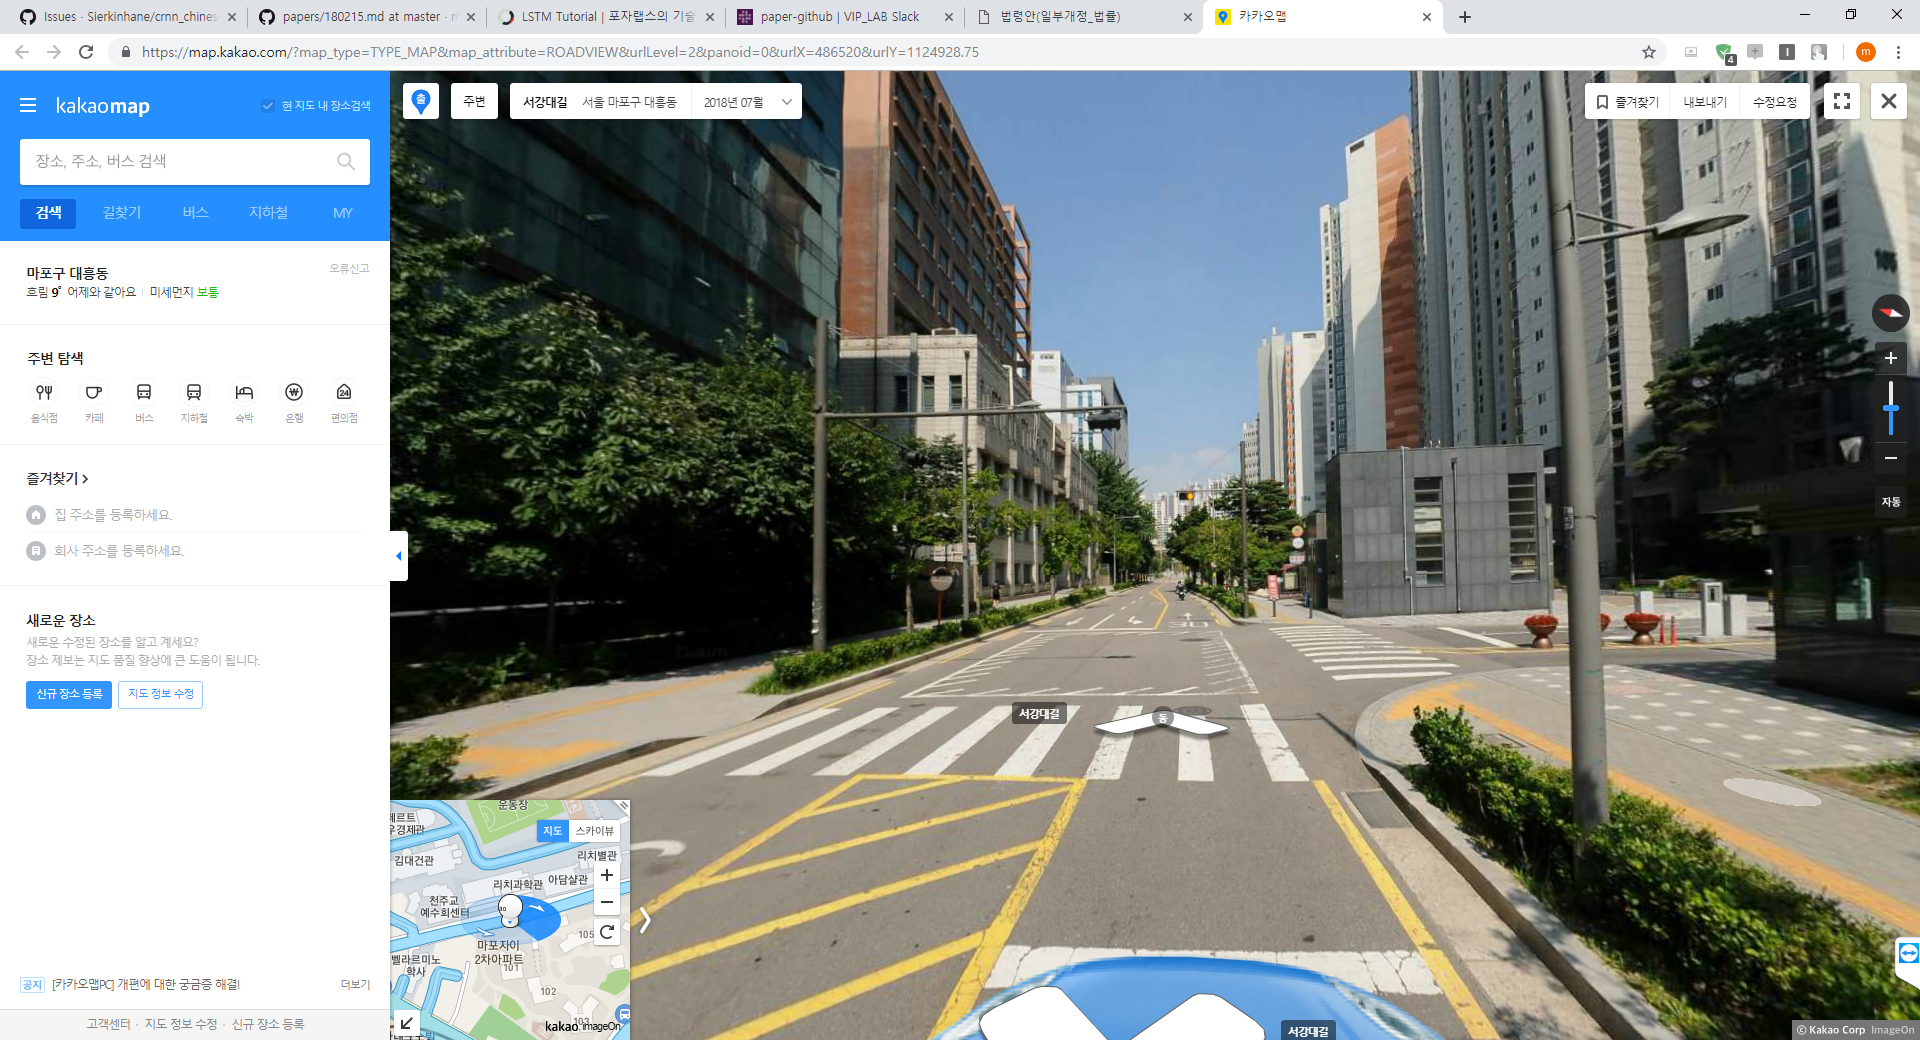 Issues · Sierkinhane/crnn_chines
papers/180215.md at master · m
LSTM Tutorial | 포자랩스의 기술
paper-github | VIP_LAB Slack
법령안(일부개정_법률)
카카오맵
https://map.kakao.com/?map_type=TYPE_MAP&map_attribute=ROADVIEW&urlLevel=2&panoid=0&urlX=486520&urlY=1124928.75
4
m
kakaomap
현 지도 내 장소검색
장소, 주소, 버스 검색
검색 길찾기 버스 지하철 MY
마포구 대흥동
오류신고
흐림 9° 어제와 같아요 | 미세먼지 보통
주변 탐색
24
음식점 카페 버스 지하철 숙박 은행 편의점
즐겨찾기 >
집 주소를 등록하세요.
회사 주소를 등록하세요.
새로운 장소
새로운 수정된 장소를 알고 계세요?
장소 제보는 지도 품질 향상에 큰 도움이 됩니다.
신규 장소 등록 지도 정보 수정
공지 [카카오맵PC] 개편에 대한 궁금증 해결! 더보기
고객센터 · 지도 정보 수정 · 신규 장소 등록
출
주변
서강대길 서울 마포구 대흥동 2018년 07월
즐겨찾기 내보내기 수정요청
자동
서강대길
동
서강대길
운동장
지도 스카이뷰
김대건관
리치별관
리치과학관
아담샬관
천주교
예수회센터
마포자이
2차아파트
101
105
벨라르미노
학사
102
103
kakao ImageOn
© Kakao Corp ImageOn